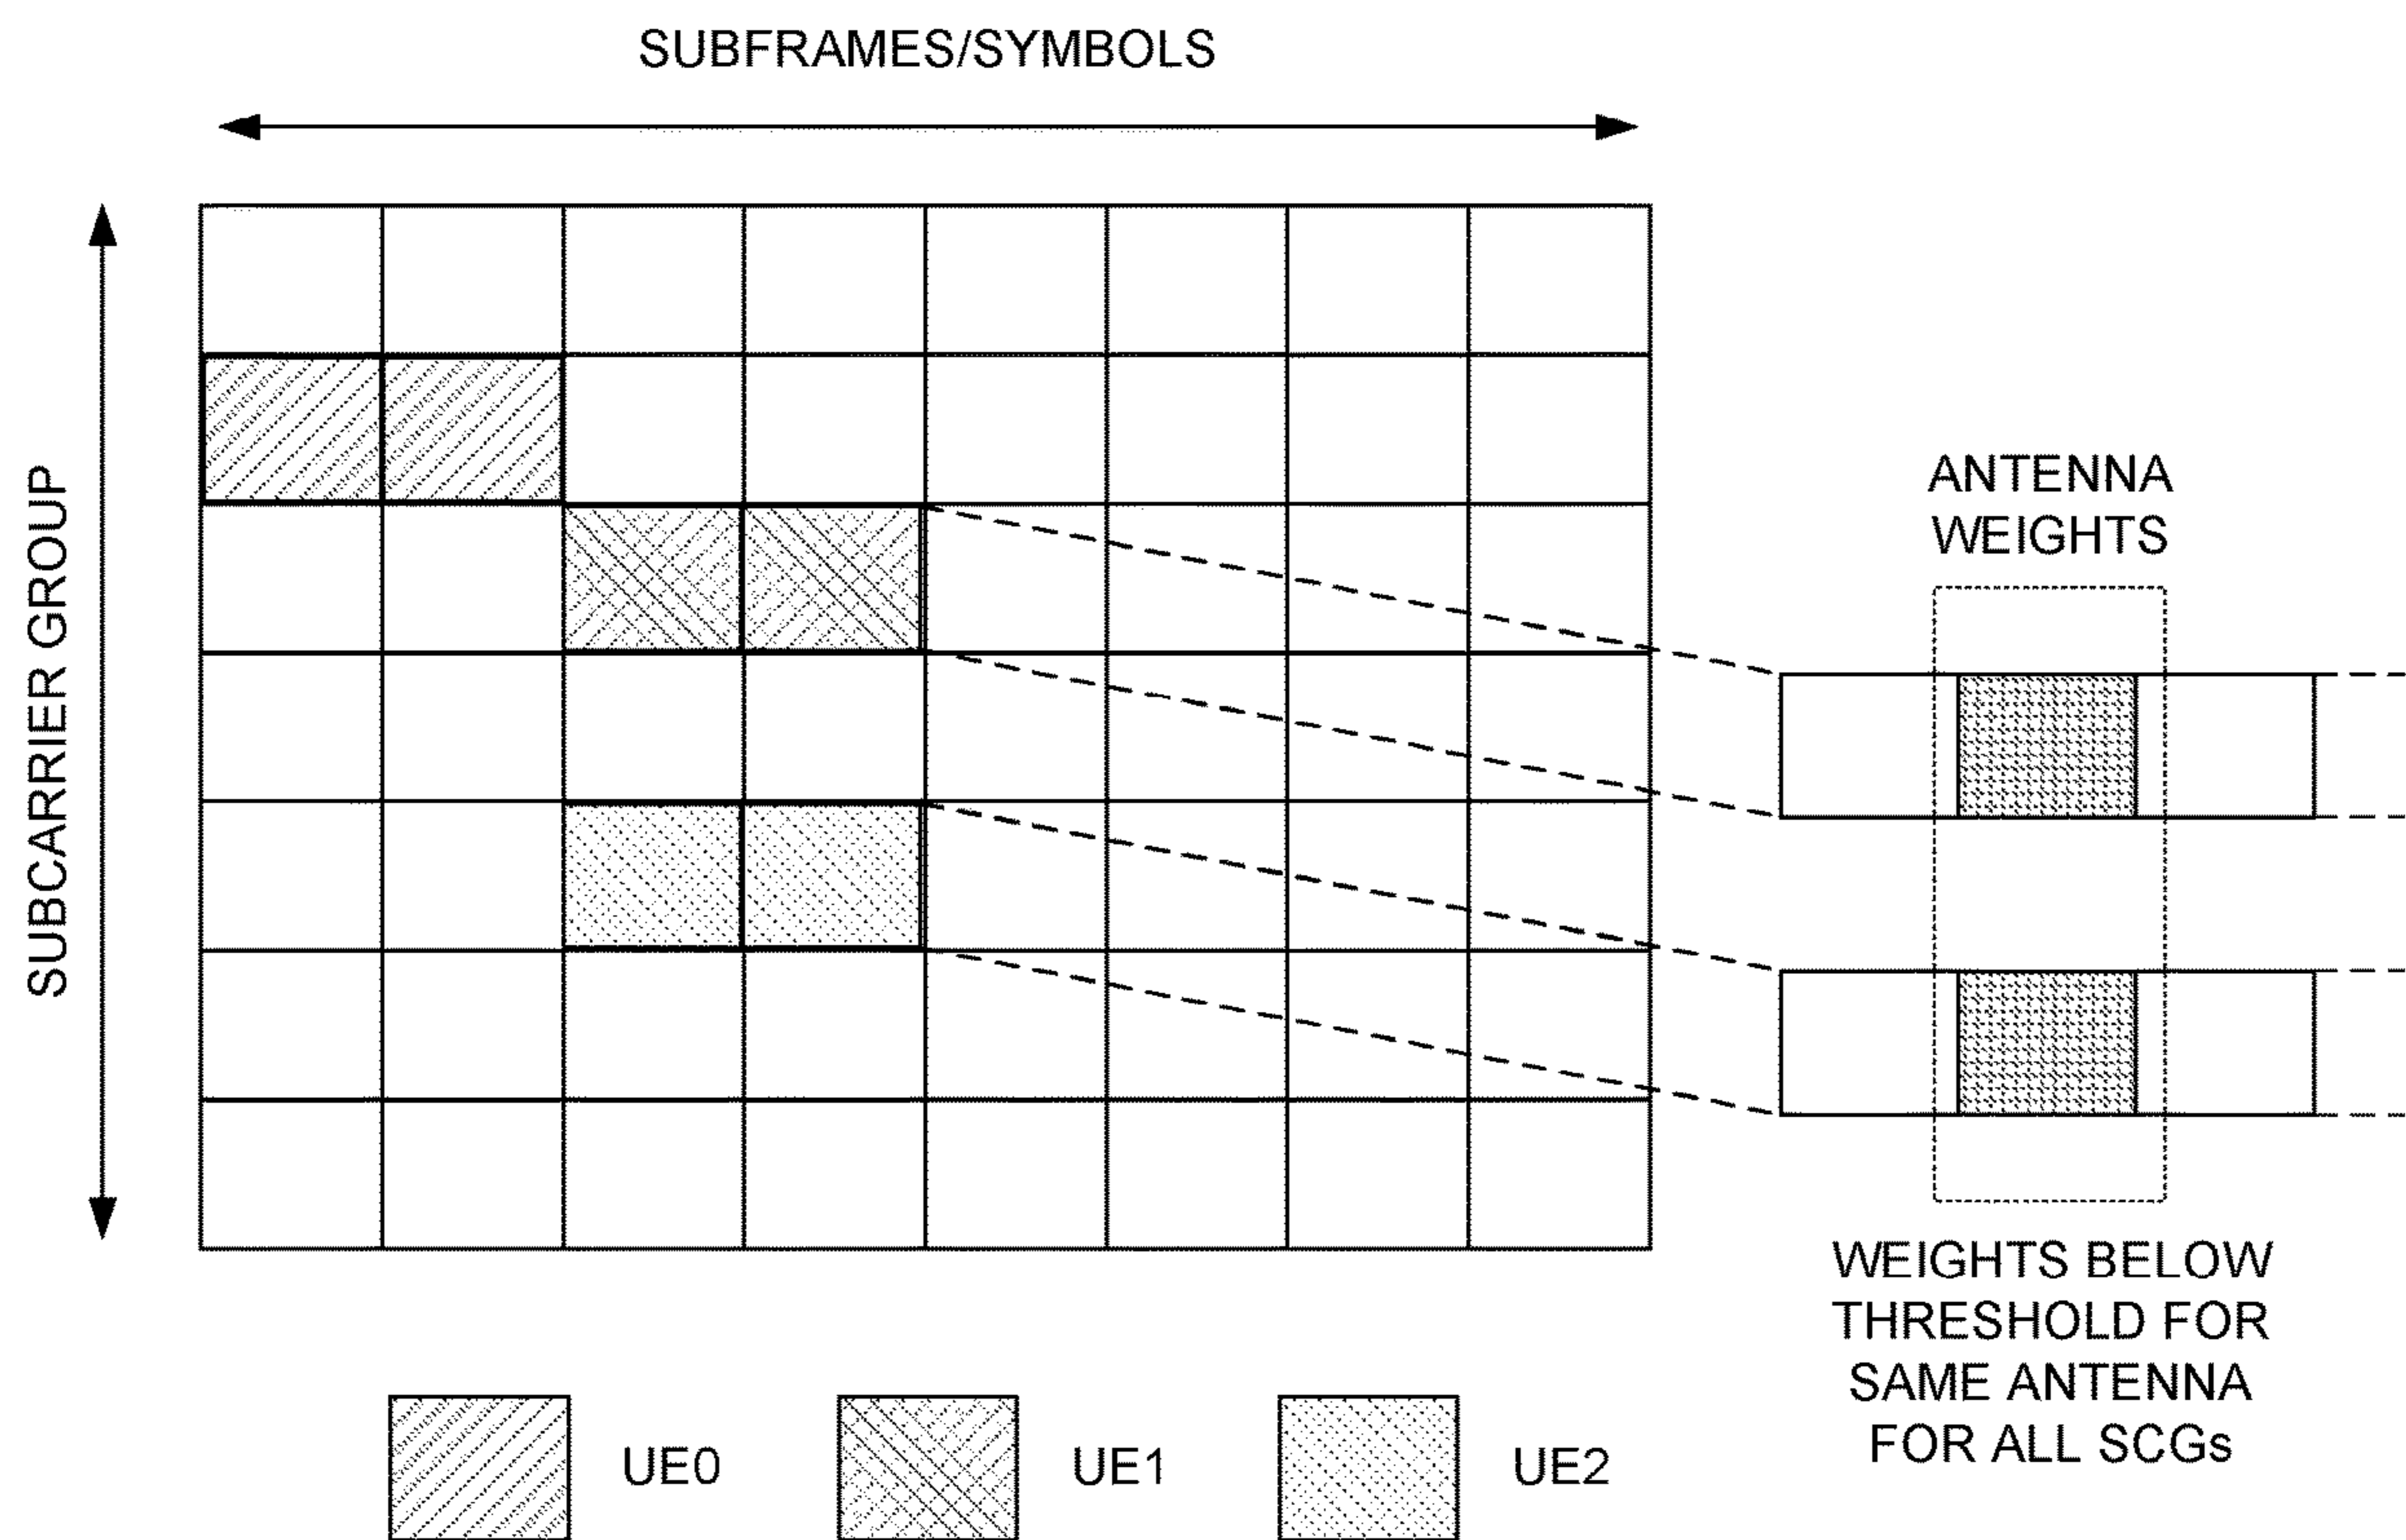 SUBFRAMES/SYMBOLS
SUBCARRIER GROUP
ANTENNA
WEIGHTS
WEIGHTS BELOW
THRESHOLD FOR
SAME ANTENNA
FOR ALL SCGs
UE0
UE1
UE2